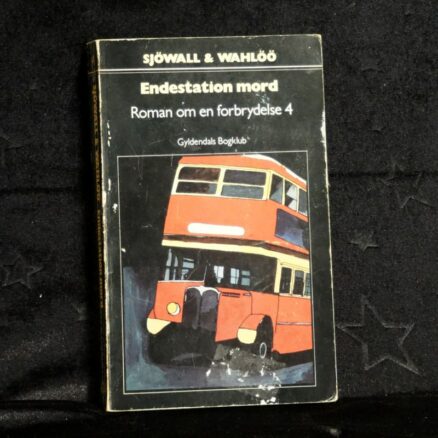 SJÖWALL & WAHLÖÖ
Endestation mord
Roman om en forbrydelse 4
Gyldendals Bogklub